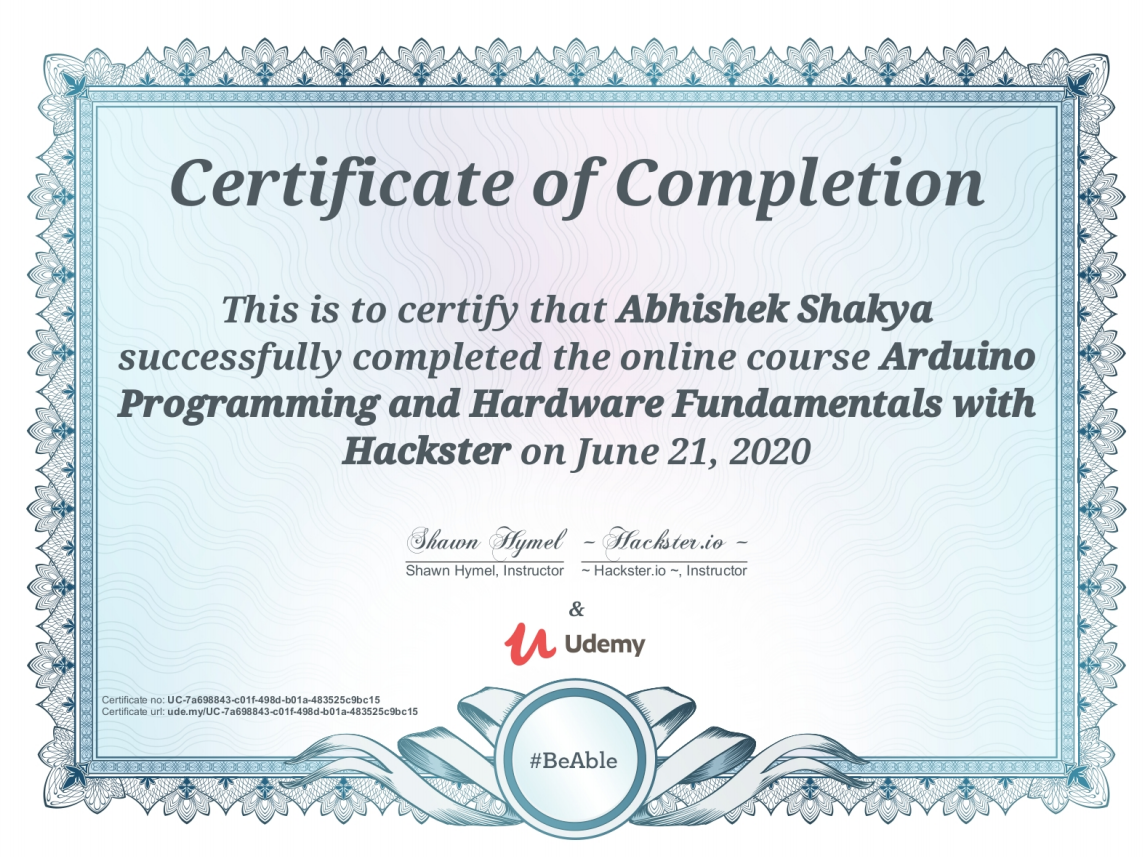 Certificate of Completion
This is to certify that Abhishek Shakya
successfully completed the online course Arduino
Programming and Hardware Fundamentals with
Hackster on June 21, 2020
Shawn Hymel ~ Hackster.io ~
Shawn Hymel, Instructor ~ Hackster.io ~, Instructor
&
Udemy
Certificate no: UC-7a698843-c01f-498d-b01a-483525c9bc15
Certificate url: ude.my/UC-7a698843-c01f-498d-b01a-483525c9bc15
#BeAble